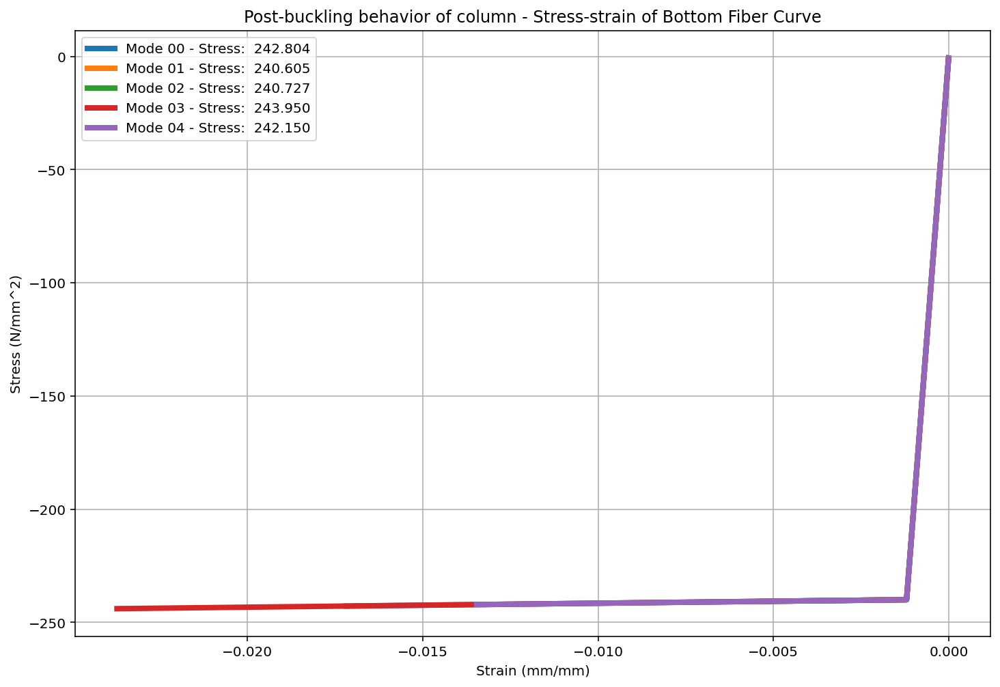 Post-buckling behavior of column - Stress-strain of Bottom Fiber Curve
Mode 00 - Stress:  242.804
Mode 01 - Stress:  240.605
Mode 02 - Stress:  240.727
Mode 03 - Stress:  243.950
Mode 04 - Stress:  242.150
Stress (N/mm^2)
0
−50
−100
−150
−200
−250
−0.020
−0.015
−0.010
−0.005
0.000
Strain (mm/mm)